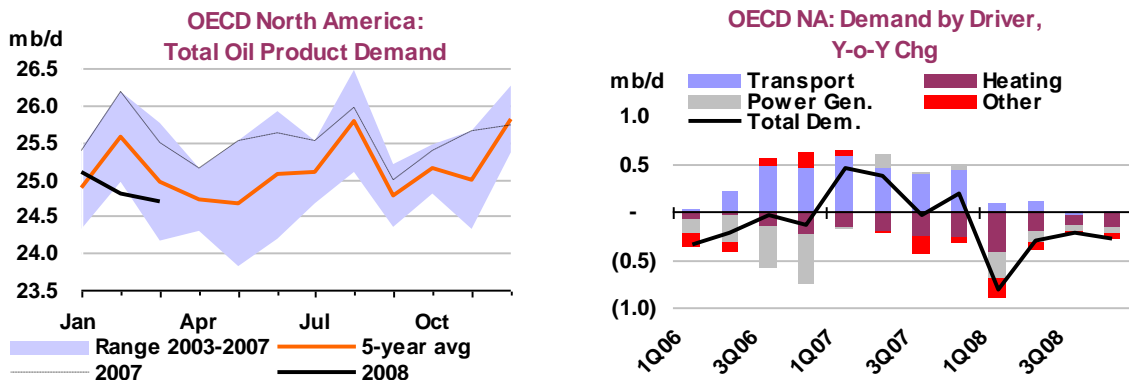 OECD North America:
Total Oil Product Demand
mb/d
26.5
26.0
25.5
25.0
24.5
24.0
23.5
Jan Apr Jul Oct
Range 2003-2007 5-year avg
2007 2008
OECD NA: Demand by Driver,
Y-o-Y Chg
mb/d
Transport Heating
Power Gen. Other
Total Dem.
1.0
0.5
-
(0.5)
(1.0)
1Q06 3Q06 1Q07 3Q07 1Q08 3Q08